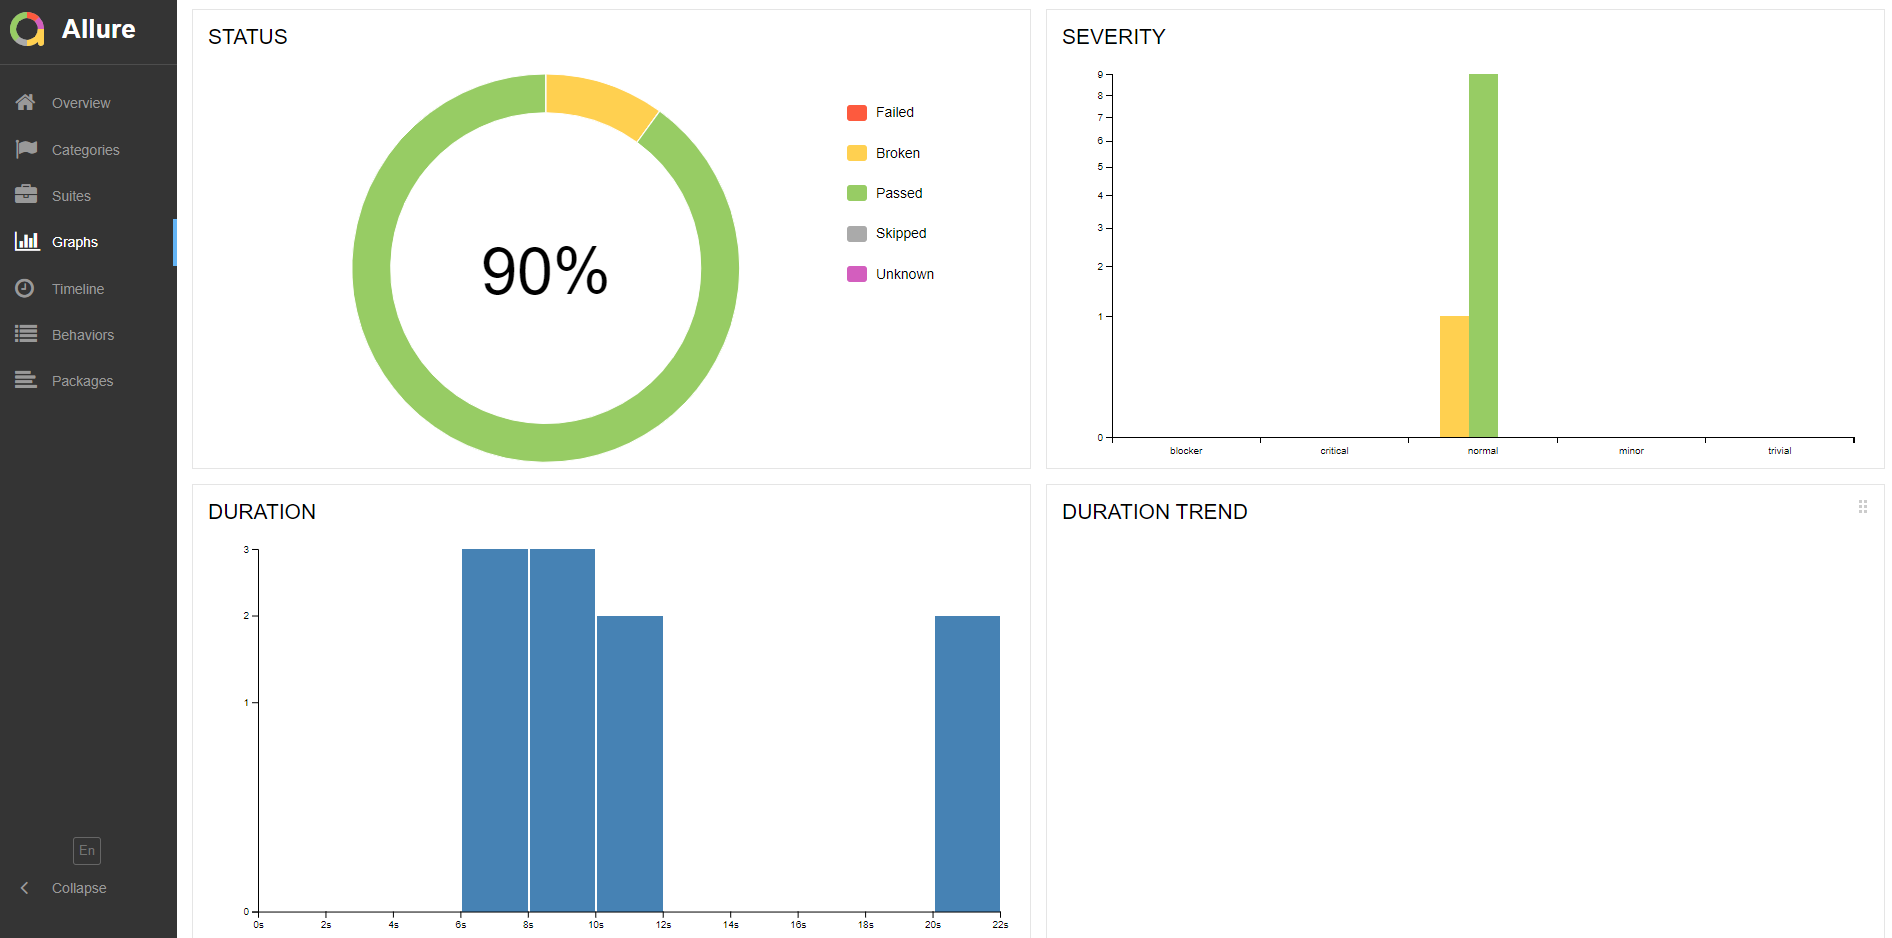 Allure
Overview
Categories
Suites
Graphs
Timeline
Behaviors
Packages
En
Collapse
STATUS
90%
Failed
Broken
Passed
Skipped
Unknown
SEVERITY
9
8
7
6
5
4
3
2
1
0
blocker critical normal minor trivial
DURATION
3
2
1
0
0s 2s 4s 6s 8s 10s 12s 14s 16s 18s 20s 22s
DURATION TREND